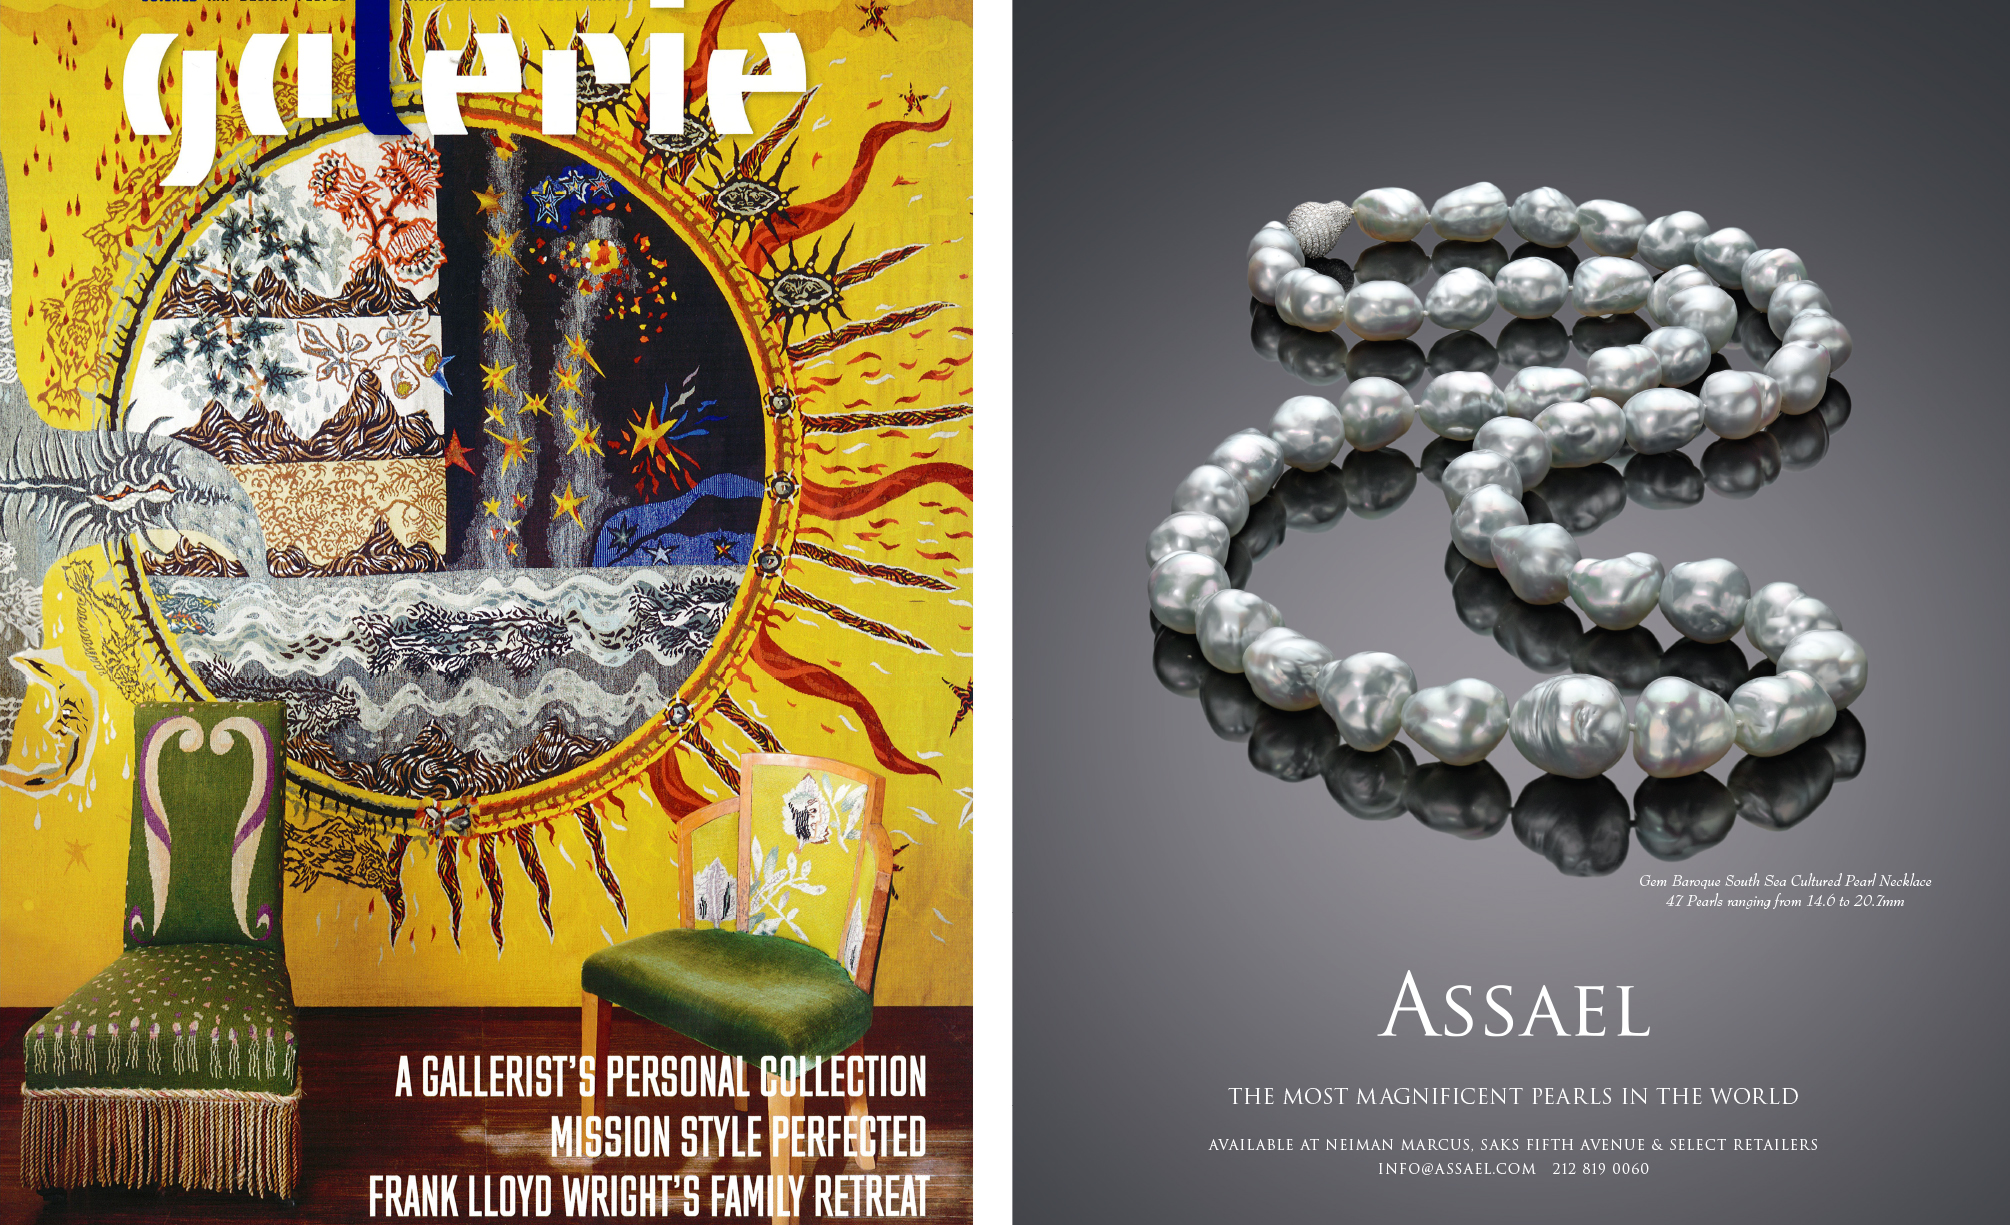 galerie
A GALLERIST'S PERSONAL COLLECTION
MISSION STYLE PERFECTED
FRANK LLOYD WRIGHT'S FAMILY RETREAT
Gem Baroque South Sea Cultured Pearl Necklace
47 Pearls ranging from 14.6 to 20.7mm
ASSAEL
THE MOST MAGNIFICENT PEARLS IN THE WORLD
AVAILABLE AT NEIMAN MARCUS, SAKS FIFTH AVENUE & SELECT RETAILERS
INFO@ASSAEL.COM 212 819 0060